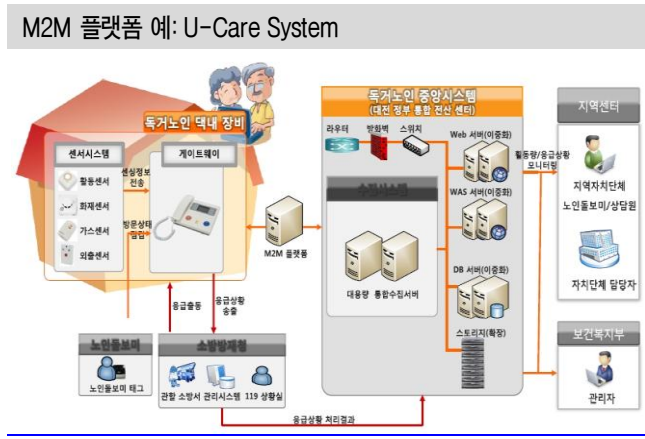 M2M 플랫폼 예: U-Care System
독거노인 댁내 장비
센서시스템
활동센서
화재센서
가스센서
외출센서
센싱정보
전송
방문상태
점검
게이트웨이
M2M 플랫폼
응급출동
응급상황
송출
노인돌보미
노인돌보미 태그
소방방재청
관할 소방서
관리시스템
119 상황실
응급상황 처리결과
독거노인 중앙시스템
(대전 정부 통합 전산 센터)
라우터
방화벽
스위치
수집시스템
대용량 통합수집서버
Web 서버(이중화)
WAS 서버(이중화)
DB 서버(이중화)
스토리지(확장)
활동량/응급상황
모니터링
지역센터
지역자치단체
노인돌보미/상담원
자치단체 담당자
보건복지부
관리자